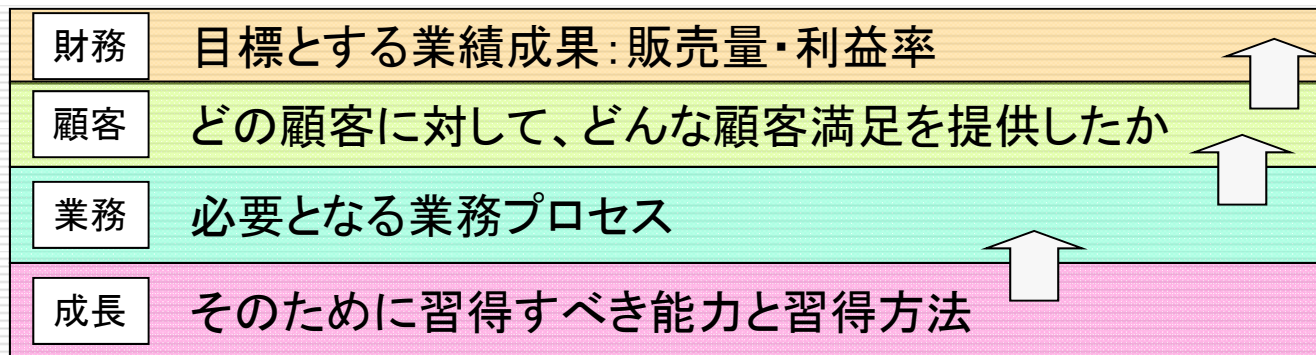 財務 目標とする業績成果:販売量・利益率
顧客 どの顧客に対して、どんな顧客満足を提供したか
業務 必要となる業務プロセス
成長 そのために習得すべき能力と習得方法